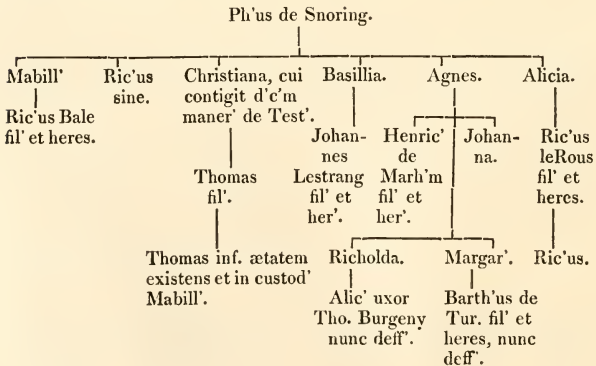 Ph'us de Snoring.
Mabill'
Ric'us Bale
fil' et heres.
Ric'us
sine.
Christiana, cui
contigit d'c'm
maner' de Test'.
Thomas
fil'.
Thomas inf. ætatem
existens et in custod'
Mabill'.
Basillia.
Johan-
nes
Lestrang
fil' et
her'.
Agnes.
Henric'
de
Marh'm
fil' et
her'.
Johan-
na.
Richolda.
Alic' uxor
Tho. Burgeny
nunc deff'.
Margar'.
Barth'us de
Tur. fil' et
heres, nunc
deff'.
Alicia.
Ric'us
leRous
fil' et
heres.
Ric'us.